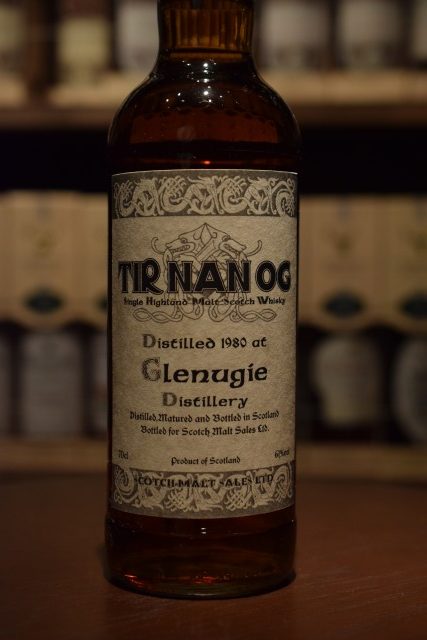 TIR NAN OG
Single Highland Malt Scotch Whisky
Distilled 1980 at
Glenugie
Distillery
Distilled, Matured and Bottled in Scotland
Bottled for Scotch Malt Sales Ltd.
Product of Scotland
70cl
SCOTCH MALT SALES LTD